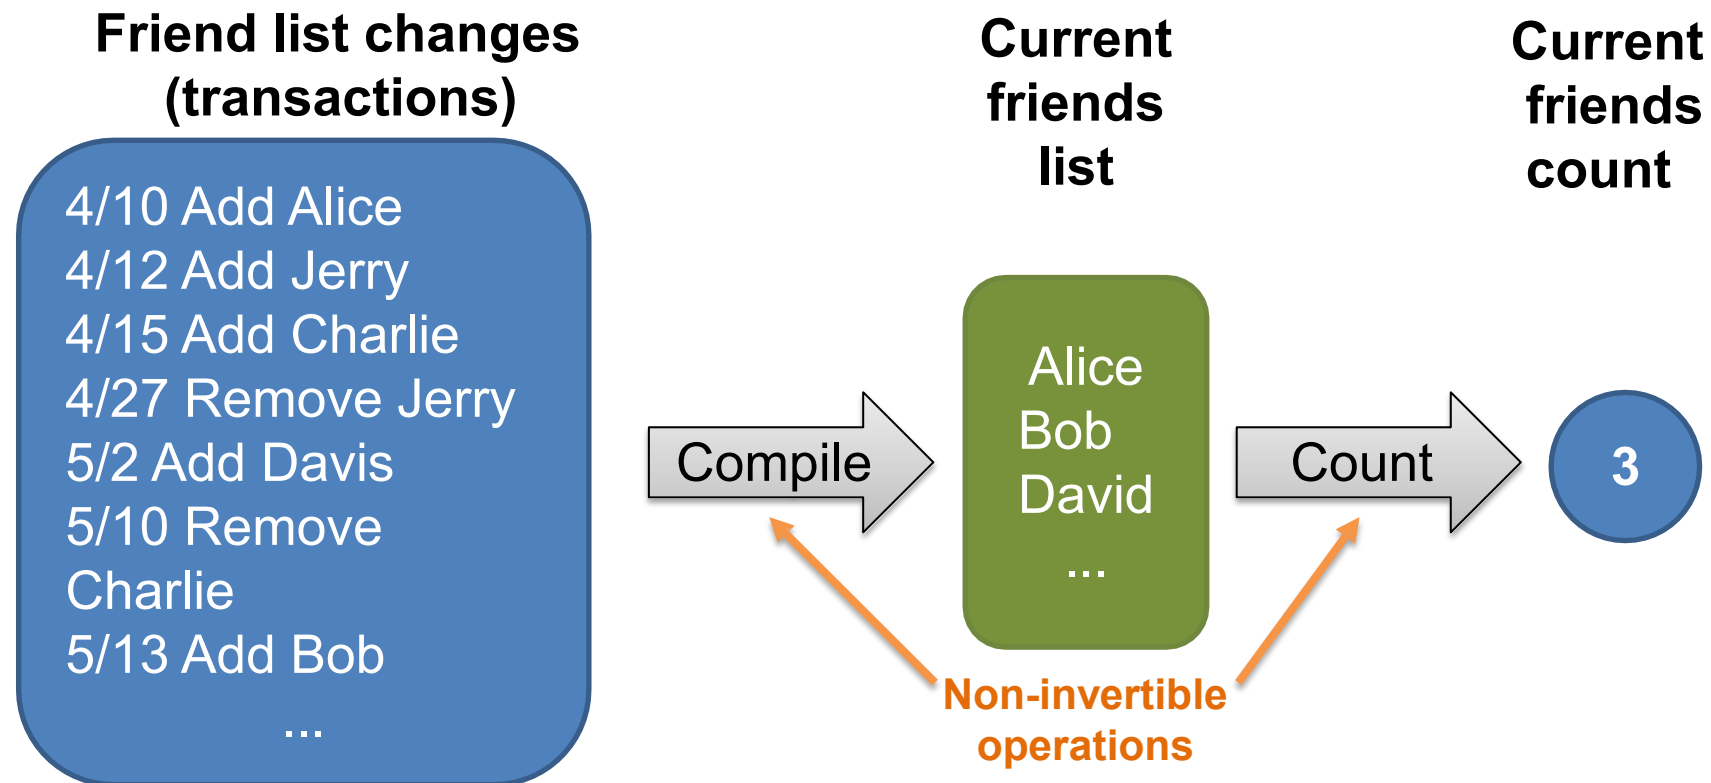 Friend list changes
(transactions)
4/10 Add Alice
4/12 Add Jerry
4/15 Add Charlie
4/27 Remove Jerry
5/2 Add Davis
5/10 Remove
Charlie
5/13 Add Bob
...
Compile
Current
friends
list
Alice
Bob
David
...
Count
Current
friends
count
3
Non-invertible
operations